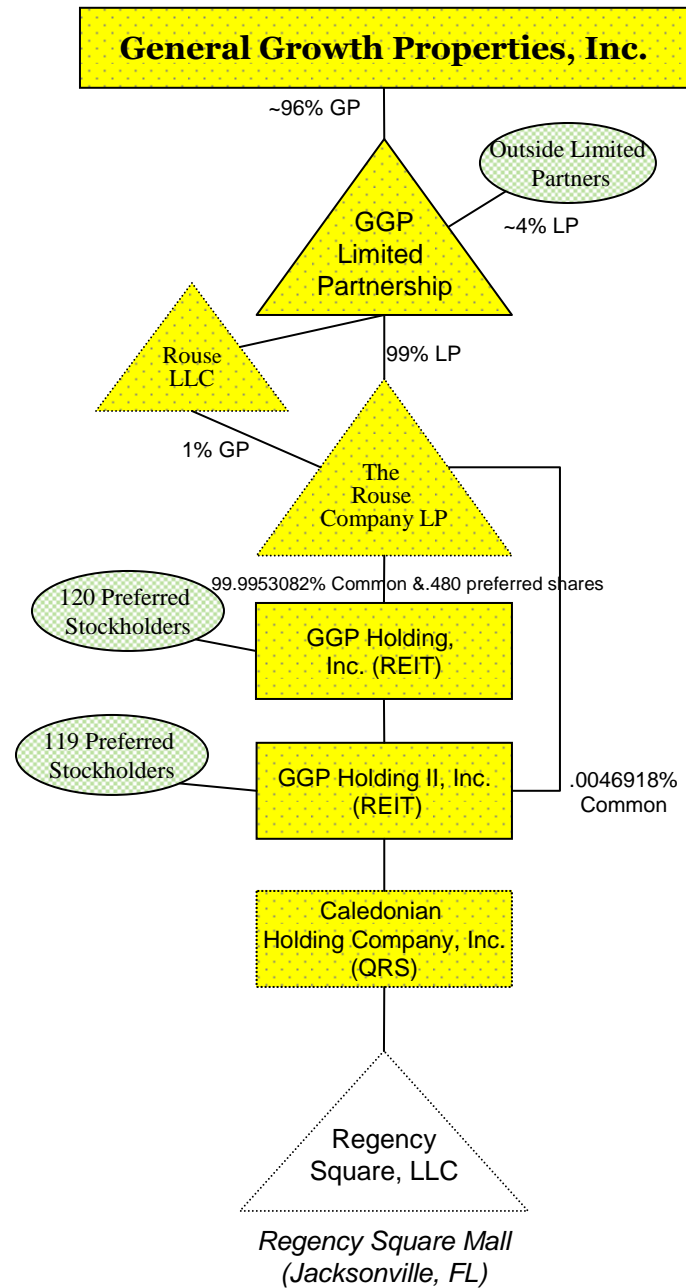 General Growth Properties, Inc.
~96% GP
Outside Limited
Partners
GGP
Limited
Partnership
~4% LP
Rouse
LLC
99% LP
1% GP
The
Rouse
Company LP
99.9953082% Common &.480 preferred shares
120 Preferred
Stockholders
GGP Holding,
Inc. (REIT)
119 Preferred
Stockholders
GGP Holding II, Inc.
(REIT)
.0046918%
Common
Caledonian
Holding Company, Inc.
(QRS)
Regency
Square, LLC
Regency Square Mall
(Jacksonville, FL)